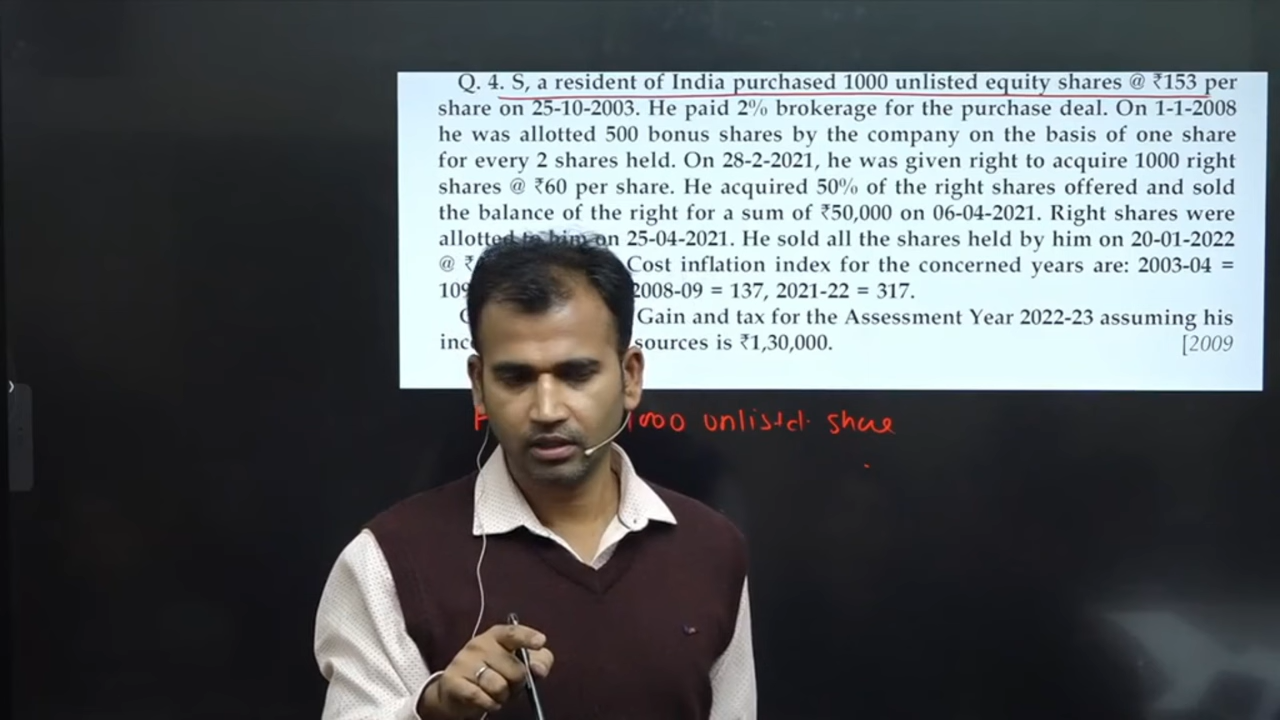 Q. 4. S, a resident of India purchased 1000 unlisted equity shares @ ₹153 per
share on 25-10-2003. He paid 2% brokerage for the purchase deal. On 1-1-2008
he was allotted 500 bonus shares by the company on the basis of one share
for every 2 shares held. On 28-2-2021, he was given right to acquire 1000 right
shares @ ₹60 per share. He acquired 50% of the right shares offered and sold
the balance of the right for a sum of ₹50,000 on 06-04-2021. Right shares were
allotted to him on 25-04-2021. He sold all the shares held by him on 20-01-2022
@ ₹ Cost inflation index for the concerned years are: 2003-04 =
109 2008-09 = 137, 2021-22 = 317.
Gain and tax for the Assessment Year 2022-23 assuming his
sources is ₹1,30,000. [2009
1000 unlisted share